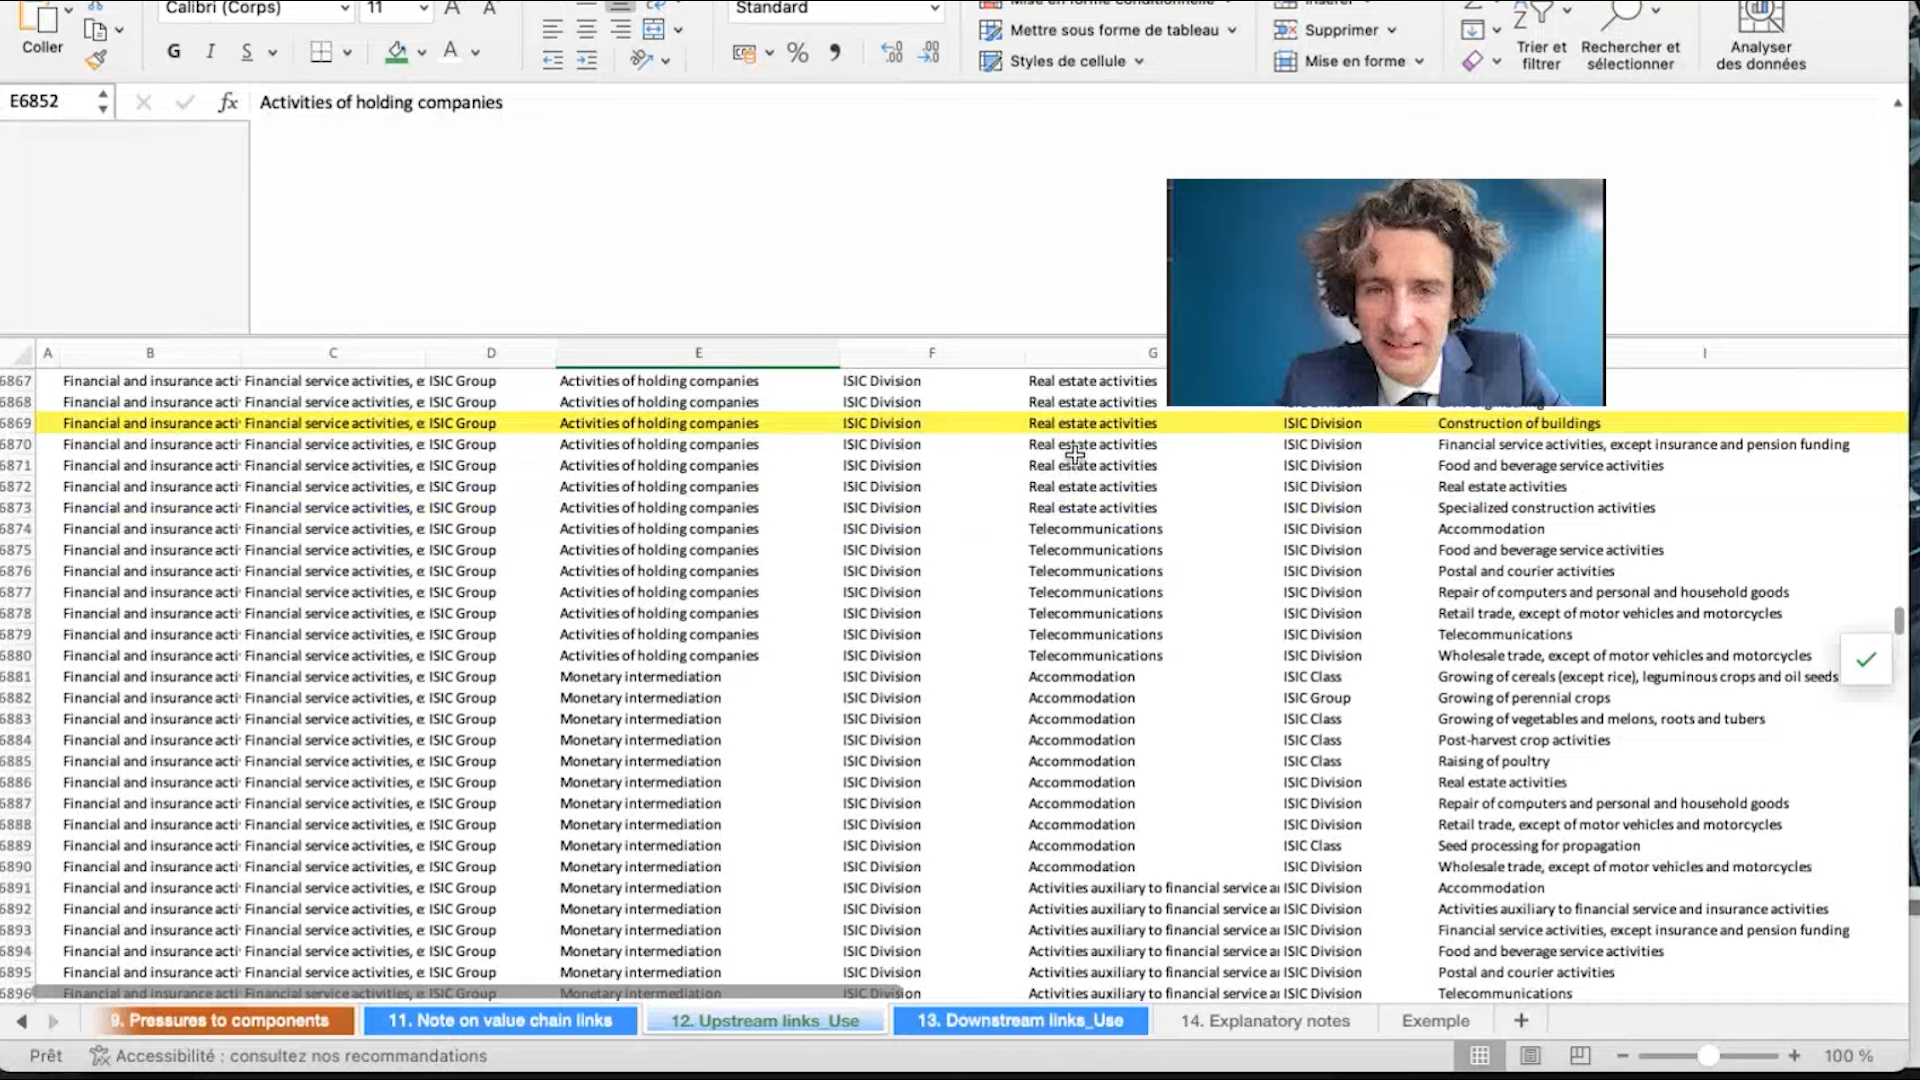 Calibri (Corps) 11 Standard
Coller
G I S
A
%
Mettre sous forme de tableau
Styles de cellule
Supprimer
Mise en forme
Trier et filtrer
Rechercher et sélectionner
Analyser des données
E6852 fx Activities of holding companies
A B C D E F G I
6867 Financial and insurance acti Financial service activities, e ISIC Group Activities of holding companies ISIC Division Real estate activities
6868 Financial and insurance acti Financial service activities, e ISIC Group Activities of holding companies ISIC Division Real estate activities
6869 Financial and insurance acti Financial service activities, e ISIC Group Activities of holding companies ISIC Division Real estate activities ISIC Division Construction of buildings
6870 Financial and insurance acti Financial service activities, e ISIC Group Activities of holding companies ISIC Division Real estate activities ISIC Division Financial service activities, except insurance and pension funding
6871 Financial and insurance acti Financial service activities, e ISIC Group Activities of holding companies ISIC Division Real estate activities ISIC Division Food and beverage service activities
6872 Financial and insurance acti Financial service activities, e ISIC Group Activities of holding companies ISIC Division Real estate activities ISIC Division Real estate activities
6873 Financial and insurance acti Financial service activities, e ISIC Group Activities of holding companies ISIC Division Real estate activities ISIC Division Specialized construction activities
6874 Financial and insurance acti Financial service activities, e ISIC Group Activities of holding companies ISIC Division Telecommunications ISIC Division Accommodation
6875 Financial and insurance acti Financial service activities, e ISIC Group Activities of holding companies ISIC Division Telecommunications ISIC Division Food and beverage service activities
6876 Financial and insurance acti Financial service activities, e ISIC Group Activities of holding companies ISIC Division Telecommunications ISIC Division Postal and courier activities
6877 Financial and insurance acti Financial service activities, e ISIC Group Activities of holding companies ISIC Division Telecommunications ISIC Division Repair of computers and personal and household goods
6878 Financial and insurance acti Financial service activities, e ISIC Group Activities of holding companies ISIC Division Telecommunications ISIC Division Retail trade, except of motor vehicles and motorcycles
6879 Financial and insurance acti Financial service activities, e ISIC Group Activities of holding companies ISIC Division Telecommunications ISIC Division Telecommunications
6880 Financial and insurance acti Financial service activities, e ISIC Group Activities of holding companies ISIC Division Telecommunications ISIC Division Wholesale trade, except of motor vehicles and motorcycles
6881 Financial and insurance acti Financial service activities, e ISIC Group Monetary intermediation ISIC Division Accommodation ISIC Class Growing of cereals (except rice), leguminous crops and oil seeds
6882 Financial and insurance acti Financial service activities, e ISIC Group Monetary intermediation ISIC Division Accommodation ISIC Group Growing of perennial crops
6883 Financial and insurance acti Financial service activities, e ISIC Group Monetary intermediation ISIC Division Accommodation ISIC Class Growing of vegetables and melons, roots and tubers
6884 Financial and insurance acti Financial service activities, e ISIC Group Monetary intermediation ISIC Division Accommodation ISIC Class Post-harvest crop activities
6885 Financial and insurance acti Financial service activities, e ISIC Group Monetary intermediation ISIC Division Accommodation ISIC Class Raising of poultry
6886 Financial and insurance acti Financial service activities, e ISIC Group Monetary intermediation ISIC Division Accommodation ISIC Division Real estate activities
6887 Financial and insurance acti Financial service activities, e ISIC Group Monetary intermediation ISIC Division Accommodation ISIC Division Repair of computers and personal and household goods
6888 Financial and insurance acti Financial service activities, e ISIC Group Monetary intermediation ISIC Division Accommodation ISIC Division Retail trade, except of motor vehicles and motorcycles
6889 Financial and insurance acti Financial service activities, e ISIC Group Monetary intermediation ISIC Division Accommodation ISIC Class Seed processing for propagation
6890 Financial and insurance acti Financial service activities, e ISIC Group Monetary intermediation ISIC Division Accommodation ISIC Division Wholesale trade, except of motor vehicles and motorcycles
6891 Financial and insurance acti Financial service activities, e ISIC Group Monetary intermediation ISIC Division Activities auxiliary to financial service ar ISIC Division Accommodation
6892 Financial and insurance acti Financial service activities, e ISIC Group Monetary intermediation ISIC Division Activities auxiliary to financial service ar ISIC Division Activities auxiliary to financial service and insurance activities
6893 Financial and insurance acti Financial service activities, e ISIC Group Monetary intermediation ISIC Division Activities auxiliary to financial service ar ISIC Division Financial service activities, except insurance and pension funding
6894 Financial and insurance acti Financial service activities, e ISIC Group Monetary intermediation ISIC Division Activities auxiliary to financial service ar ISIC Division Food and beverage service activities
6895 Financial and insurance acti Financial service activities, e ISIC Group Monetary intermediation ISIC Division Activities auxiliary to financial service ar ISIC Division Postal and courier activities
6896 Financial and insurance acti Financial service activities, e ISIC Group Monetary intermediation ISIC Division Activities auxiliary to financial service ar ISIC Division Telecommunications
9. Pressures to components 11. Note on value chain links 12. Upstream links_Use 13. Downstream links_Use 14. Explanatory notes Exemple +
Prêt Accessibilité : consultez nos recommandations 100 %